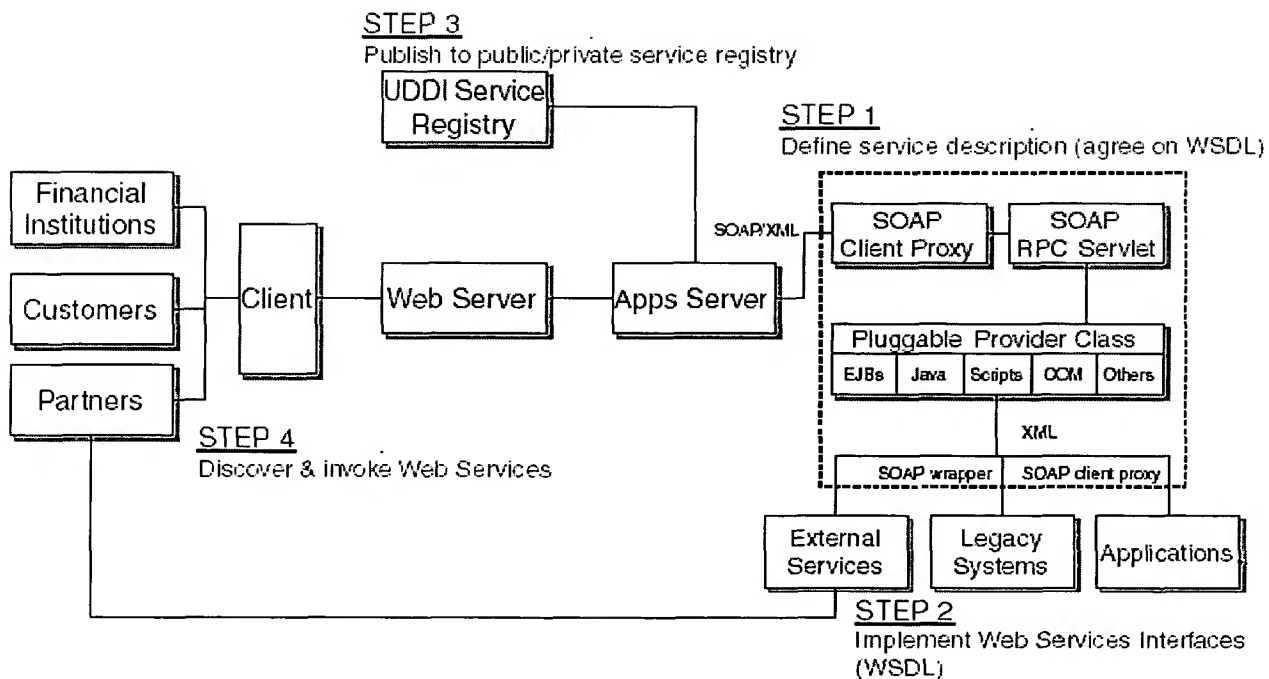 STEP 3
Publish to public/private service registry
UDDI Service
Registry
STEP 1
Define service description (agree on WSDL)
Financial
Institutions
Customers
Partners
Client
Web Server
Apps Server
SOAP/XML
SOAP
Client Proxy
SOAP
RPC Servlet
Pluggable Provider Class
EJBs
Java
Scripts
COM
Others
XML
SOAP wrapper
SOAP client proxy
STEP 4
Discover & invoke Web Services
External
Services
Legacy
Systems
Applications
STEP 2
Implement Web Services Interfaces
(WSDL)